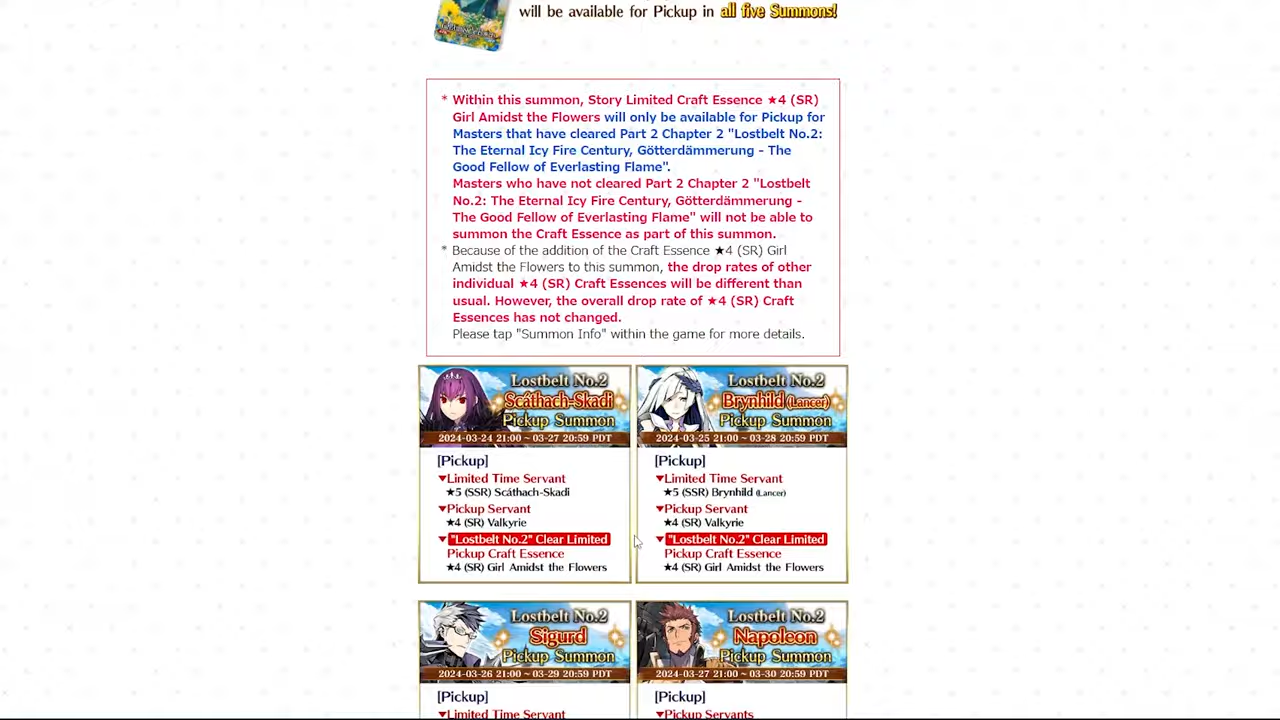 will be available for Pickup in all five Summons!
* Within this summon, Story Limited Craft Essence ★4 (SR)
Girl Amidst the Flowers will only be available for Pickup for
Masters that have cleared Part 2 Chapter 2 "Lostbelt No.2:
The Eternal Icy Fire Century, Götterdämmerung - The
Good Fellow of Everlasting Flame".
Masters who have not cleared Part 2 Chapter 2 "Lostbelt
No.2: The Eternal Icy Fire Century, Götterdämmerung -
The Good Fellow of Everlasting Flame" will not be able to
summon the Craft Essence as part of this summon.
* Because of the addition of the Craft Essence ★4 (SR) Girl
Amidst the Flowers to this summon, the drop rates of other
individual ★4 (SR) Craft Essences will be different than
usual. However, the overall drop rate of ★4 (SR) Craft
Essences has not changed.
Please tap "Summon Info" within the game for more details.
Lostbelt No.2
Scáthach-Skadi
Pickup Summon
2024-03-24 21:00 ~ 03-27 20:59 PDT
[Pickup]
▼Limited Time Servant
★5 (SSR) Scáthach-Skadi
▼Pickup Servant
★4 (SR) Valkyrie
▼"Lostbelt No.2" Clear Limited
Pickup Craft Essence
★4 (SR) Girl Amidst the Flowers
Lostbelt No.2
Brynhild (Lancer)
Pickup Summon
2024-03-25 21:00 ~ 03-28 20:59 PDT
[Pickup]
▼Limited Time Servant
★5 (SSR) Brynhild (Lancer)
▼Pickup Servant
★4 (SR) Valkyrie
▼"Lostbelt No.2" Clear Limited
Pickup Craft Essence
★4 (SR) Girl Amidst the Flowers
Lostbelt No.2
Sigurd
Pickup Summon
2024-03-26 21:00 ~ 03-29 20:59 PDT
[Pickup]
▼Limited Time Servant
Lostbelt No.2
Napoleon
Pickup Summon
2024-03-27 21:00 ~ 03-30 20:59 PDT
[Pickup]
▼Pickup Servants